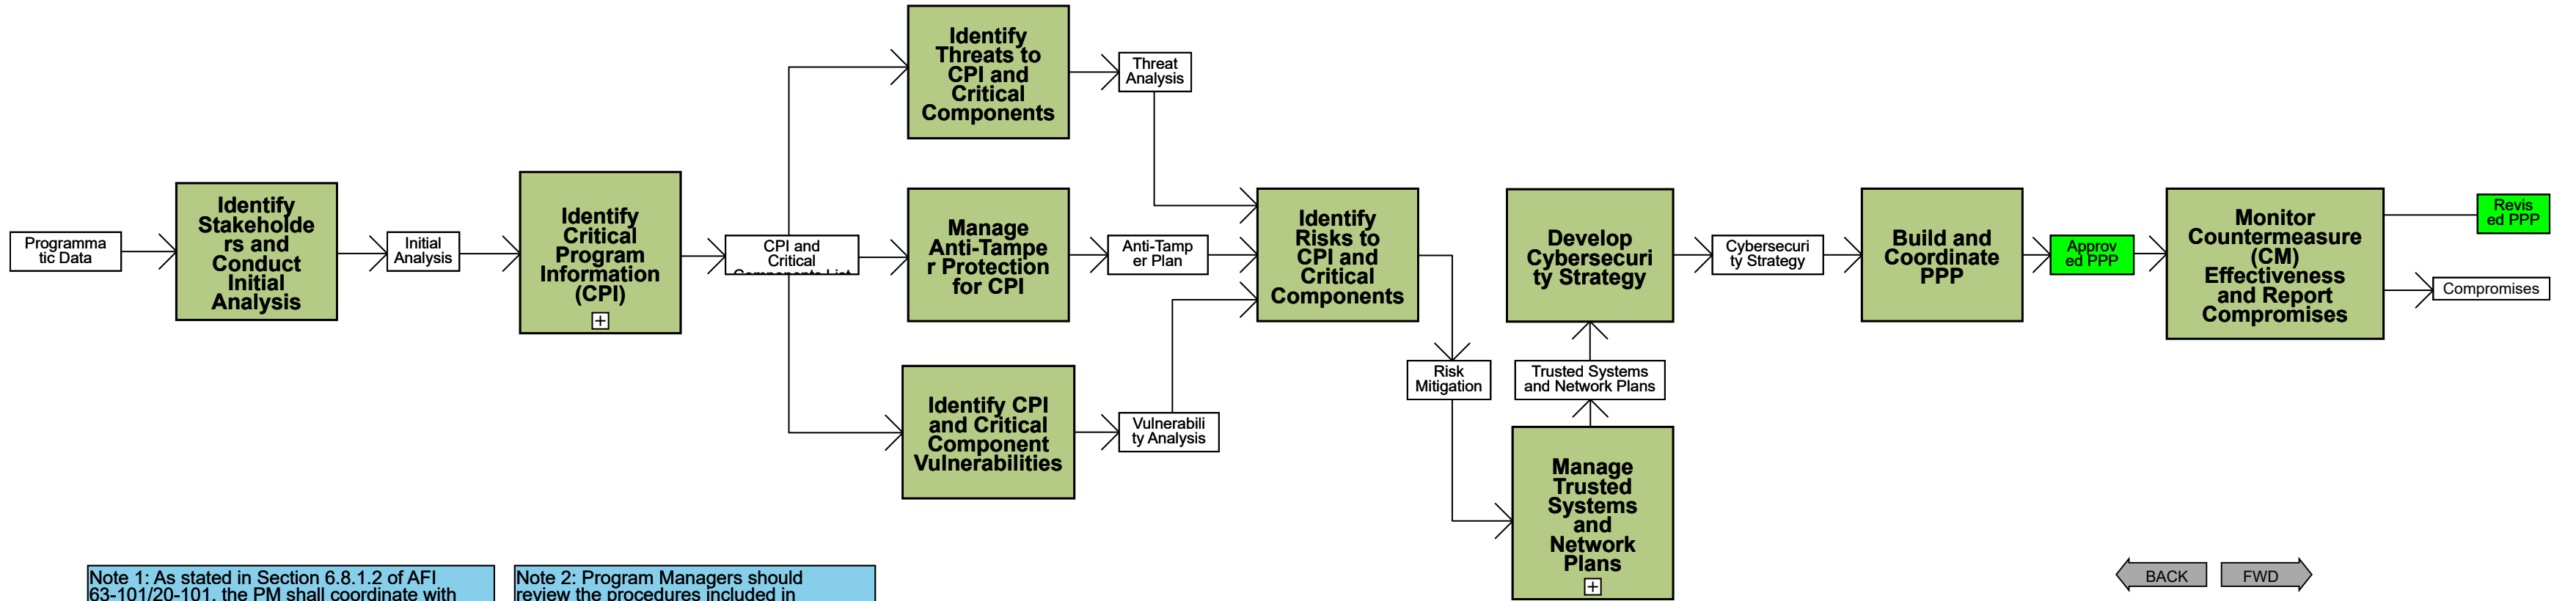 Programma
tic Data
Identify
Stakeholde
rs and
Conduct
Initial
Analysis
Initial
Analysis
Identify
Critical
Program
Information
(CPI)
CPI and
Critical
Components List
Identify
Threats to
CPI and
Critical
Components
Threat
Analysis
Manage
Anti-Tampe
r Protection
for CPI
Anti-Tamp
er Plan
Identify CPI
and Critical
Component
Vulnerabilities
Vulnerabili
ty Analysis
Identify
Risks to
CPI and
Critical
Components
Risk
Mitigation
Manage
Trusted
Systems
and
Network
Plans
Trusted Systems
and Network Plans
Develop
Cybersecuri
ty Strategy
Cybersecuri
ty Strategy
Build and
Coordinate
PPP
Approv
ed PPP
Monitor
Countermeasure
(CM)
Effectiveness
and Report
Compromises
Revis
ed PPP
Compromises
Note 1: As stated in Section 6.8.1.2 of AFI
63-101/20-101, the PM shall coordinate with
Note 2: Program Managers should
review the procedures included in
BACK
FWD